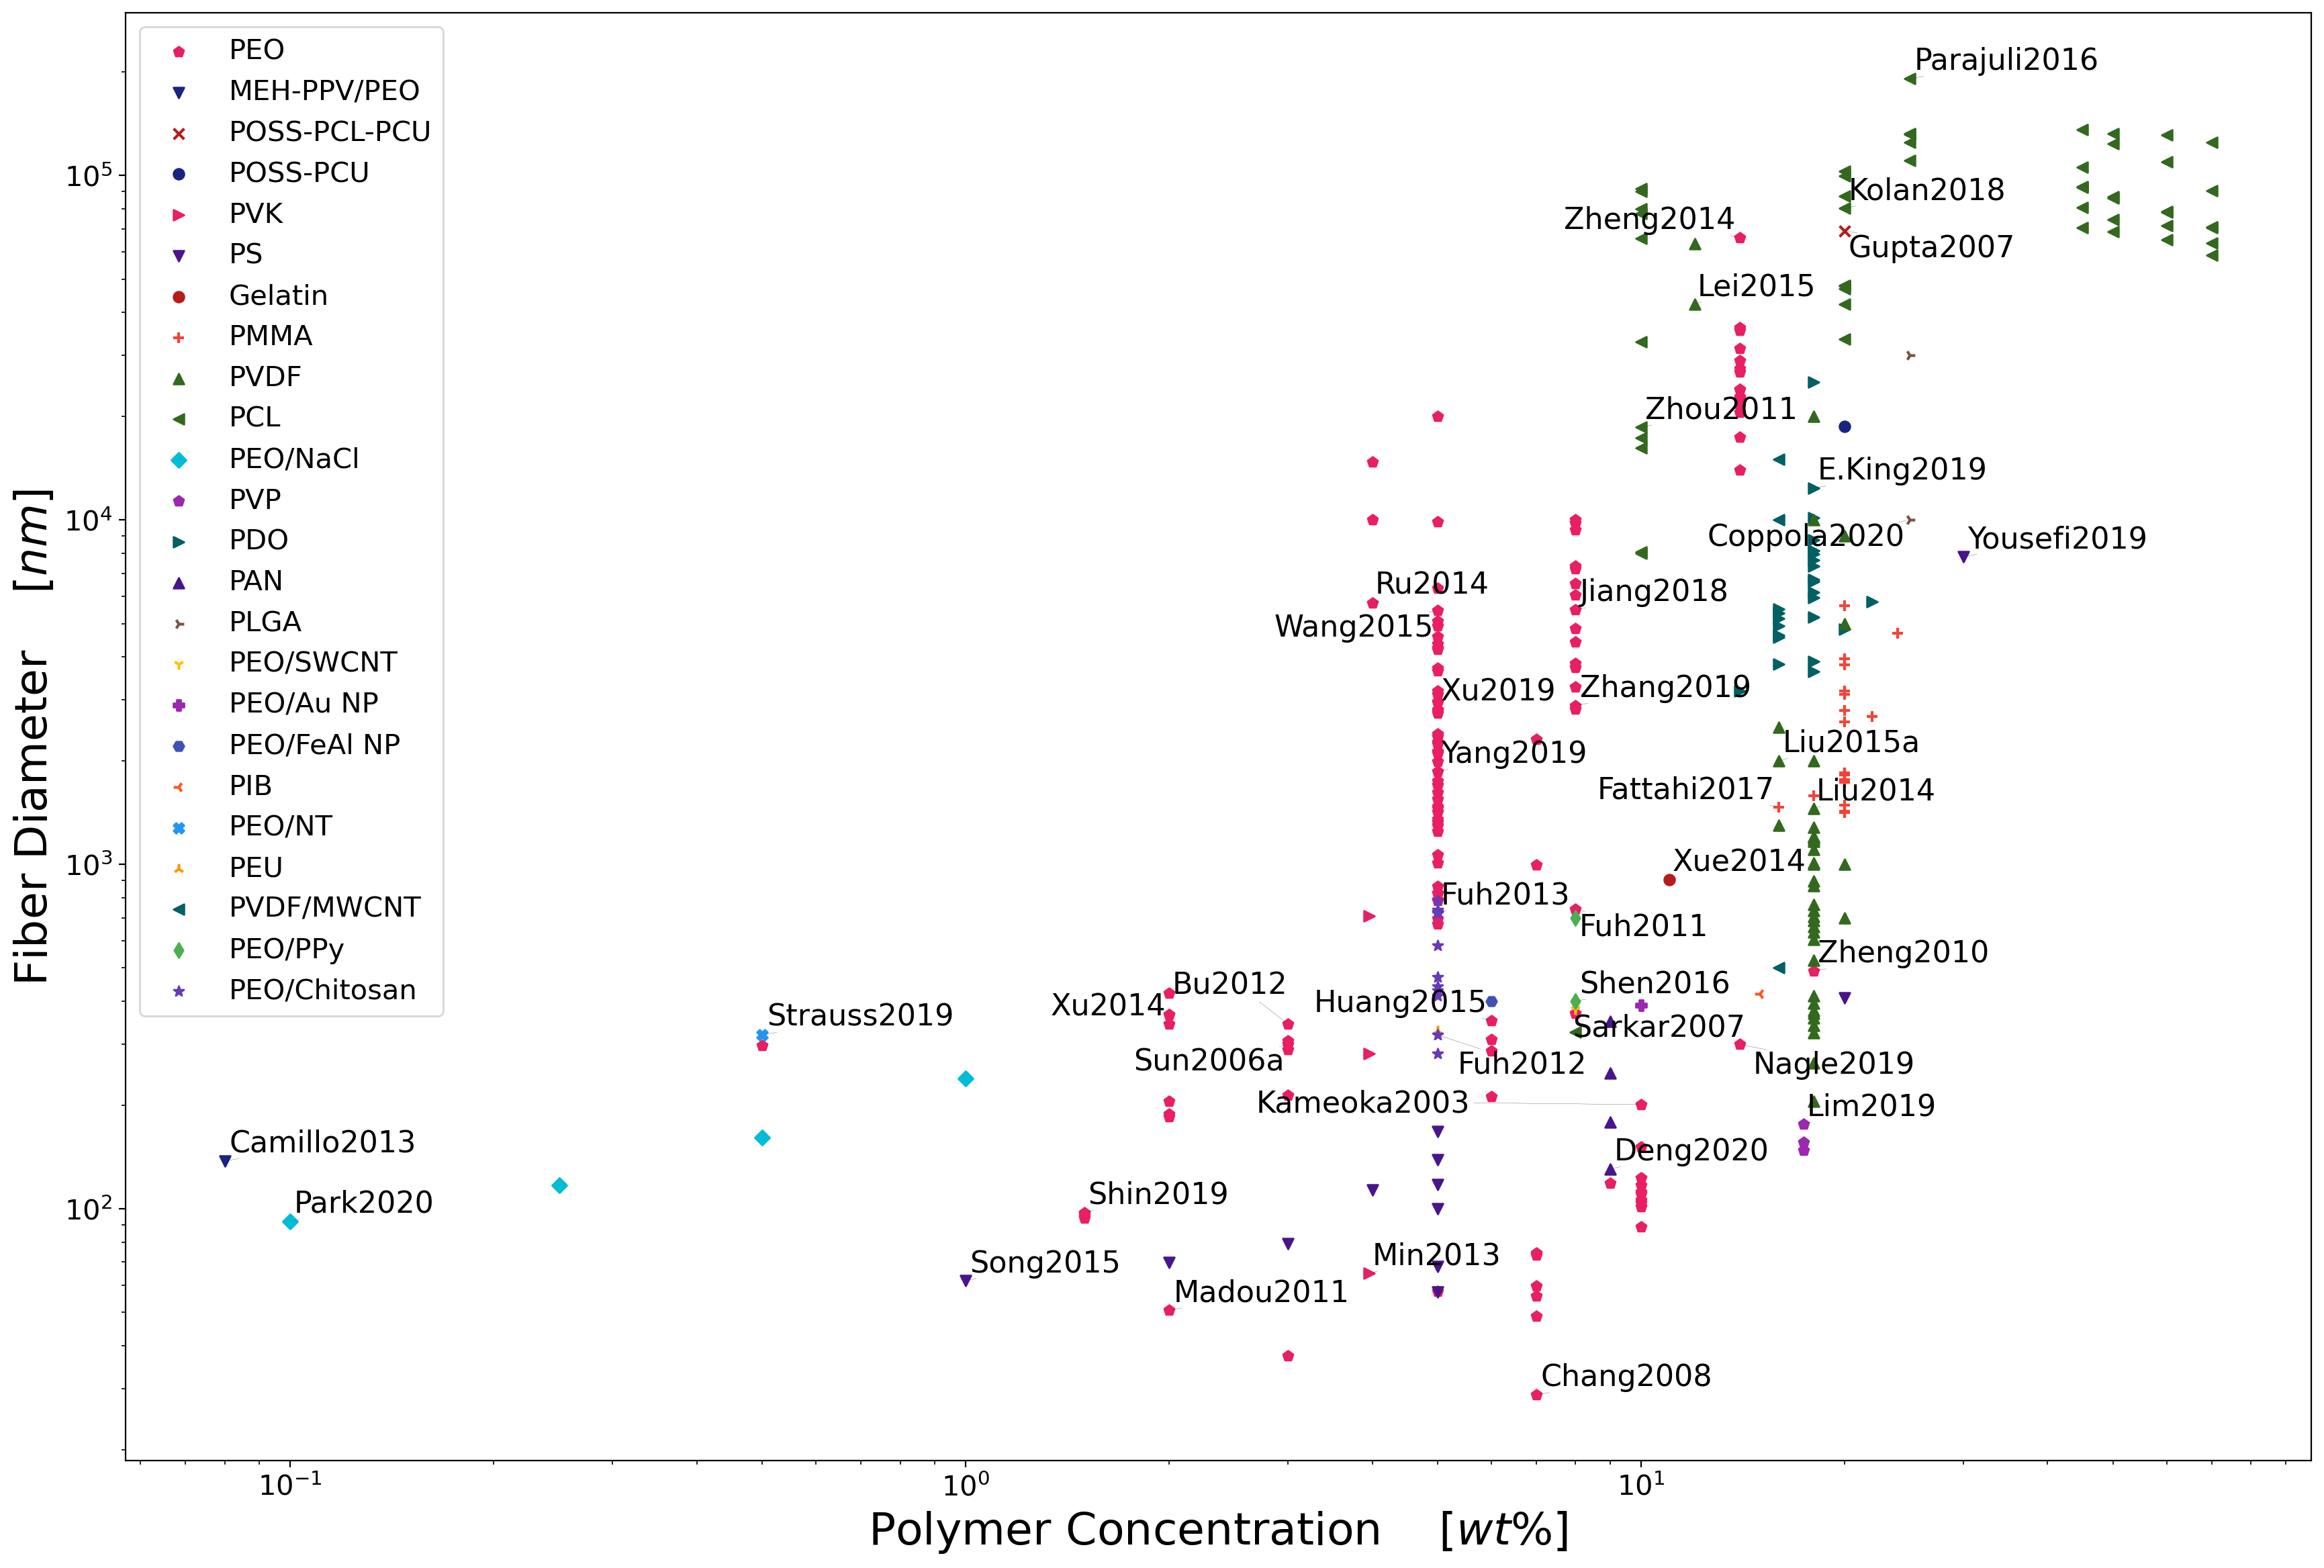 PEO
MEH-PPV/PEO
POSS-PCL-PCU
POSS-PCU
PVK
PS
Gelatin
PMMA
PVDF
PCL
PEO/NaCl
PVP
PDO
PAN
PLGA
PEO/SWCNT
PEO/Au NP
PEO/FeAl NP
PIB
PEO/NT
PEU
PVDF/MWCNT
PEO/PPy
PEO/Chitosan
Parajuli2016
Kolan2018
Zheng2014
Gupta2007
Lei2015
Zhou2011
E.King2019
Coppola2020
Yousefi2019
Ru2014
Jiang2018
Wang2015
Xu2019
Zhang2019
Yang2019
Liu2015a
Fattahi2017
Liu2014
Xue2014
Fuh2013
Fuh2011
Zheng2010
Bu2012
Shen2016
Xu2014
Huang2015
Strauss2019
Sarkar2007
Sun2006a
Fuh2012
Nagle2019
Kameoka2003
Lim2019
Camillo2013
Deng2020
Park2020
Shin2019
Song2015
Min2013
Madou2011
Chang2008
10⁵
10⁴
10³
10²
Fiber Diameter [nm]
10⁻¹
10⁰
10¹
Polymer Concentration [wt%]